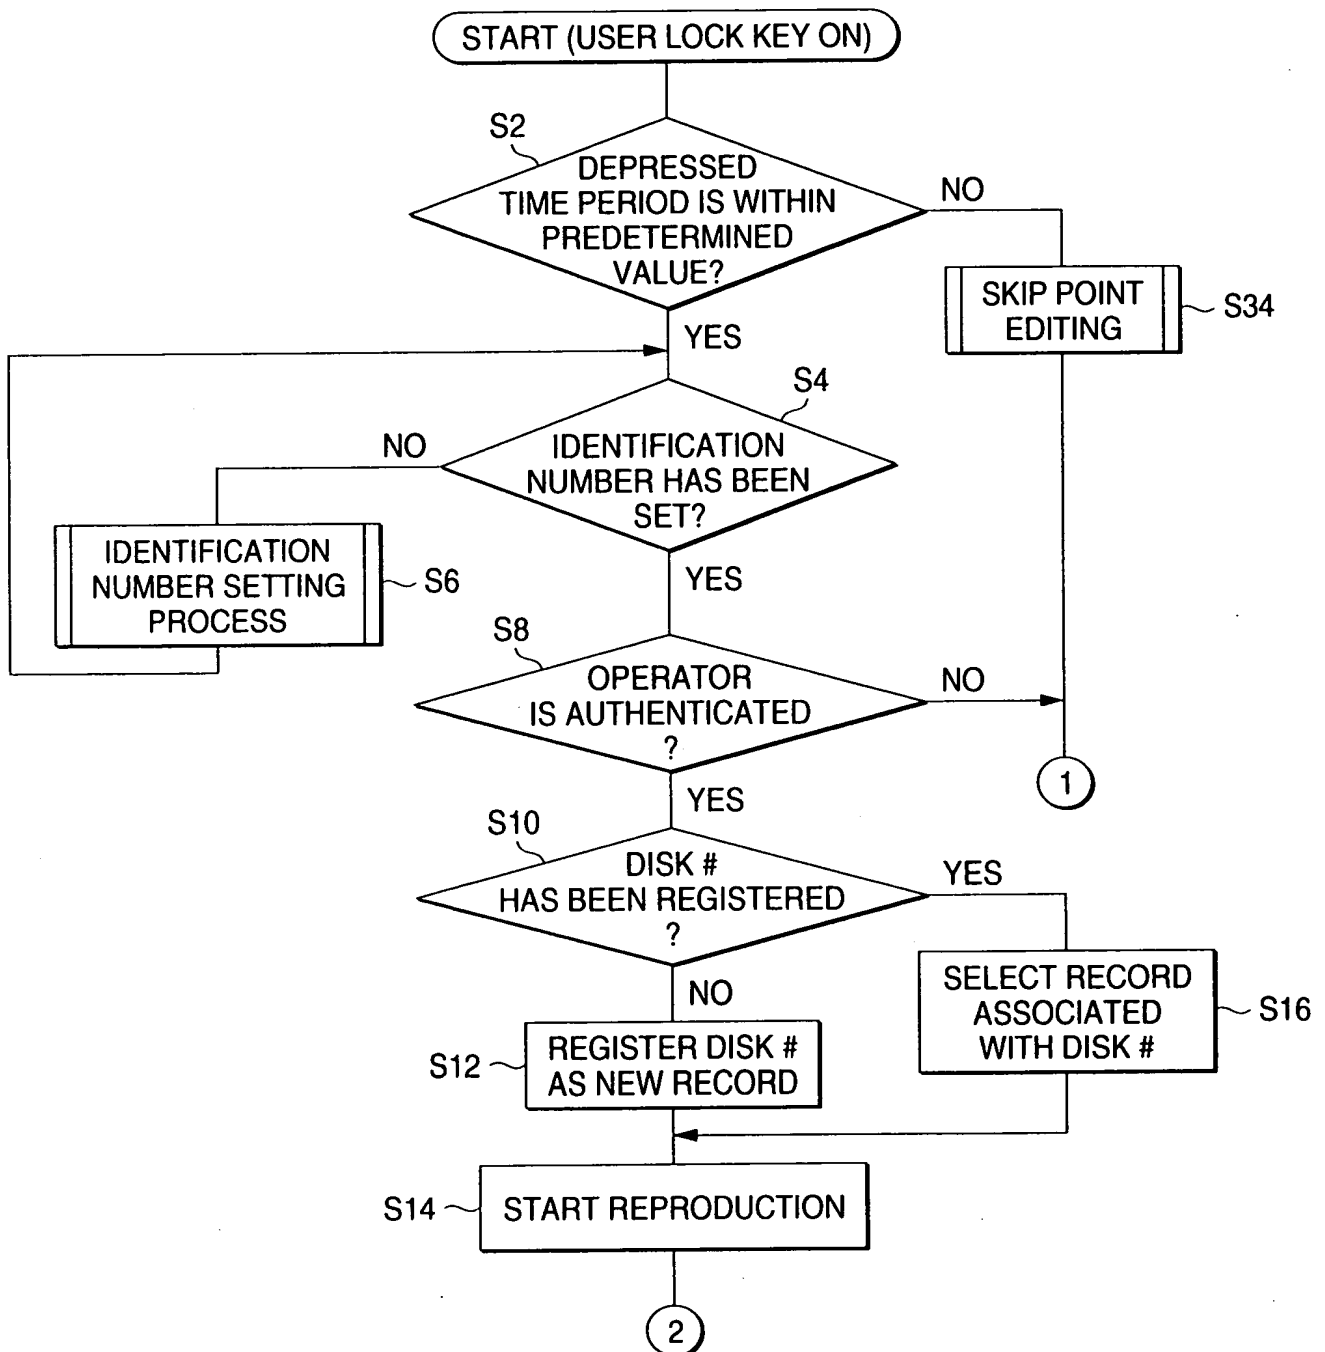 START (USER LOCK KEY ON)
S2
DEPRESSED
TIME PERIOD IS WITHIN
PREDETERMINED
VALUE?
NO
SKIP POINT
EDITING
S34
YES
S4
NO
IDENTIFICATION
NUMBER HAS BEEN
SET?
IDENTIFICATION
NUMBER SETTING
PROCESS
S6
YES
S8
OPERATOR
IS AUTHENTICATED
?
NO
1
YES
S10
DISK #
HAS BEEN REGISTERED
?
YES
NO
SELECT RECORD
ASSOCIATED
WITH DISK #
S16
S12
REGISTER DISK #
AS NEW RECORD
S14
START REPRODUCTION
2